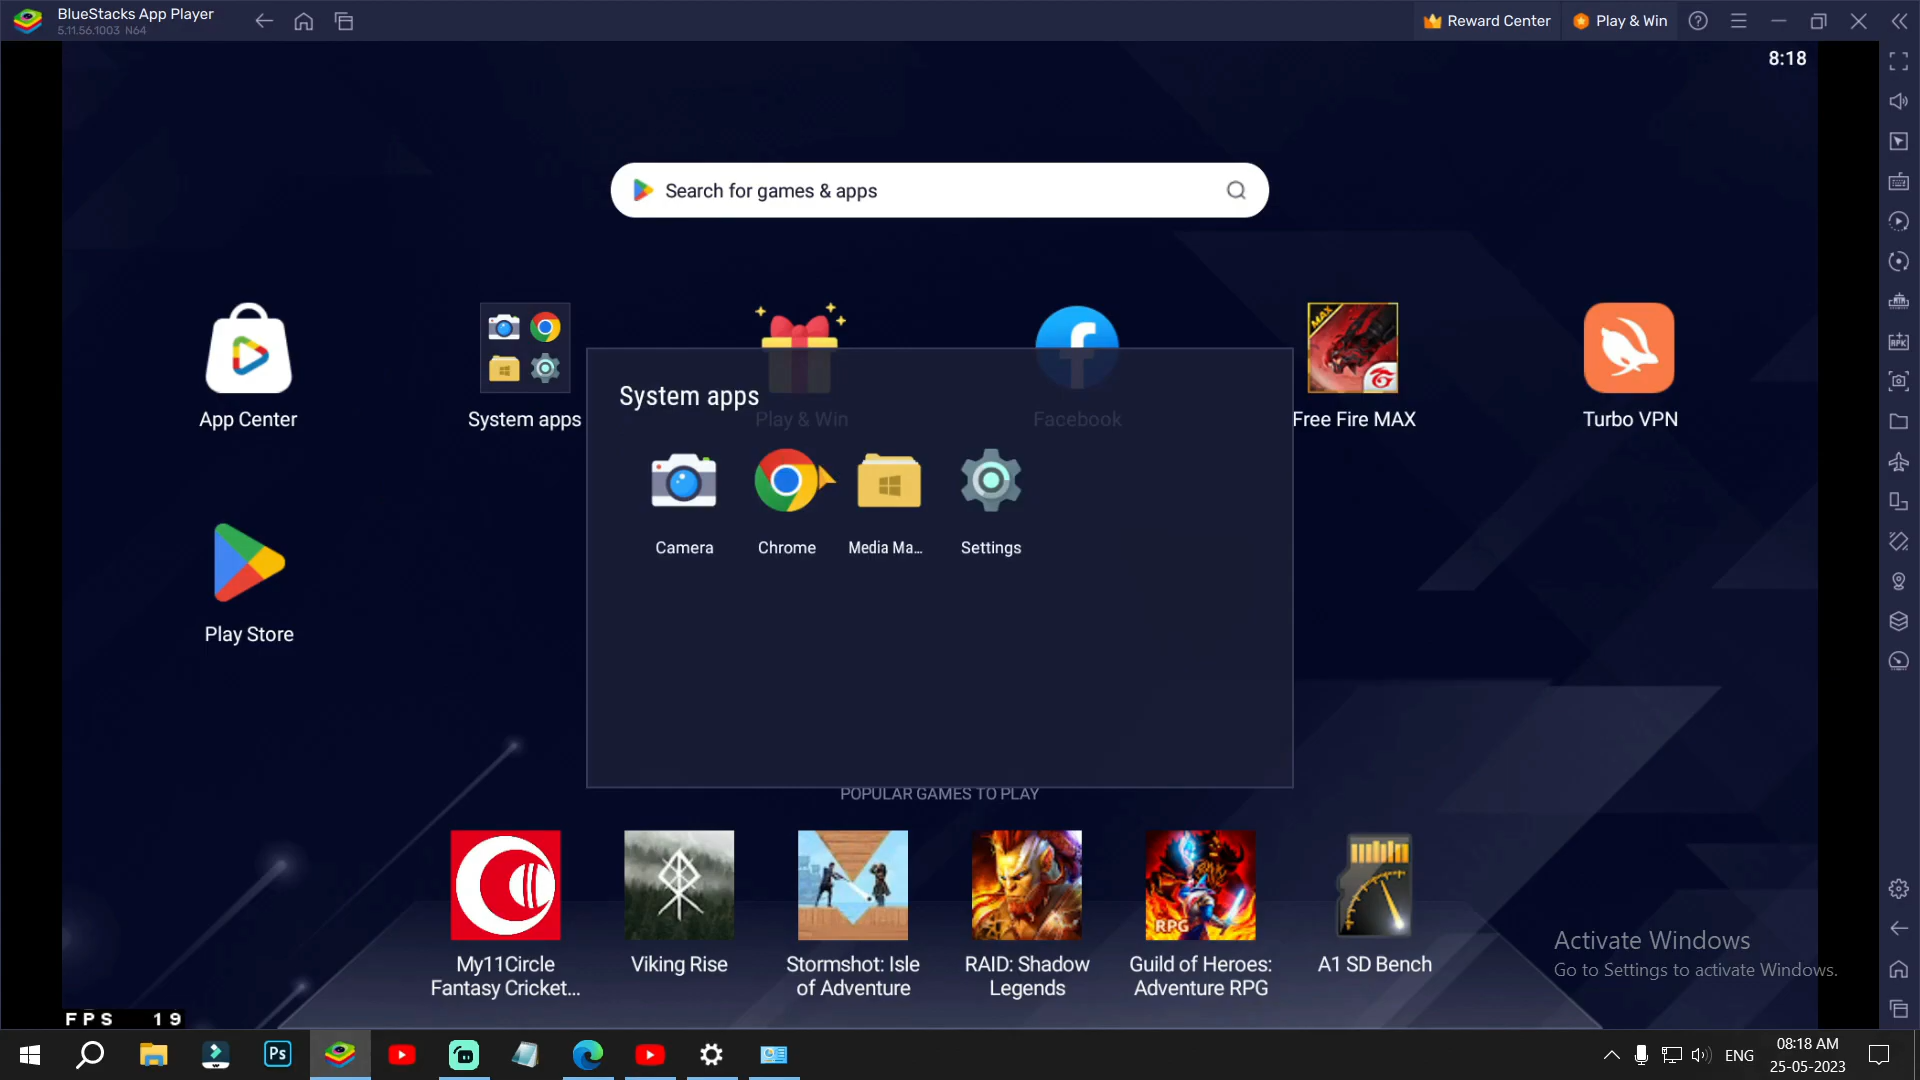 BlueStacks App Player
5.11.56.1003 N64
Reward Center
Play & Win
8:18
Search for games & apps
App Center
System apps
Play & Win
Facebook
MAX
Free Fire MAX
Turbo VPN
System apps
Camera
Chrome
Media Ma...
Settings
Play Store
POPULAR GAMES TO PLAY
RPG
My11Circle
Fantasy Cricket...
Viking Rise
Stormshot: Isle
of Adventure
RAID: Shadow
Legends
Guild of Heroes:
Adventure RPG
A1 SD Bench
Activate Windows
Go to Settings to activate Windows.
FPS 19
Ps
ENG
08:18 AM
25-05-2023